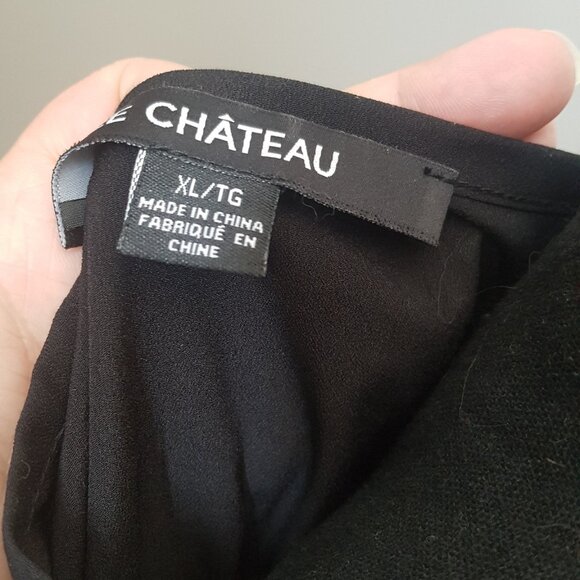 CHÂTEAU
XL/TG
MADE IN CHINA
FABRIQUÉ EN
CHINE